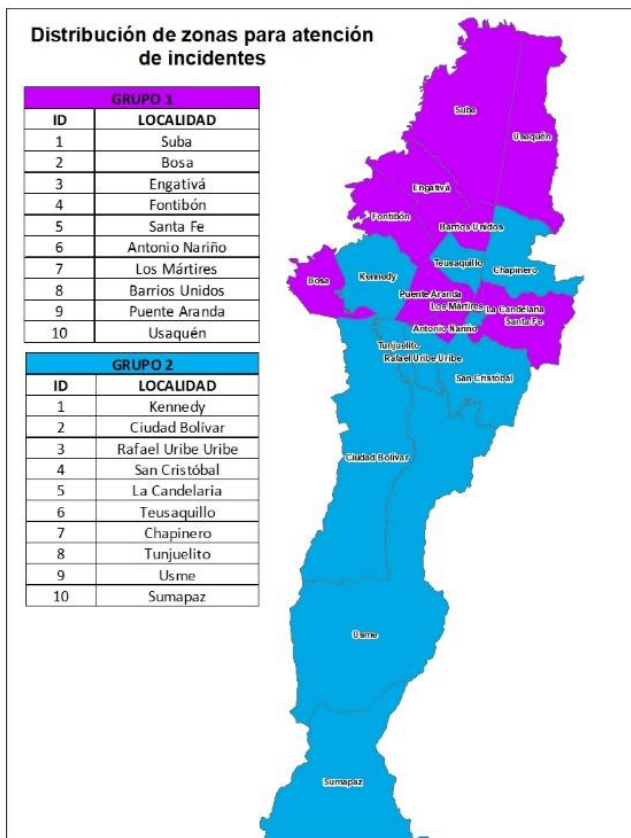 Distribución de zonas para atención
de incidentes
GRUPO 1
ID LOCALIDAD
1 Suba
2 Bosa
3 Engativá
4 Fontibón
5 Santa Fe
6 Antonio Nariño
7 Los Mártires
8 Barrios Unidos
9 Puente Aranda
10 Usaquén
GRUPO 2
ID LOCALIDAD
1 Kennedy
2 Ciudad Bolívar
3 Rafael Uribe Uribe
4 San Cristóbal
5 La Candelaria
6 Teusaquillo
7 Chapinero
8 Tunjuelito
9 Usme
10 Sumapaz
Suba
Usaquén
Engativá
Fontibón
Barrios Unidos
Teusaquillo
Chapinero
Kennedy
Bosa
Puente Aranda
Los Mártires
La Candelaria
Santa Fe
Antonio Nariño
Tunjuelito
Rafael Uribe Uribe
San Cristóbal
Ciudad Bolívar
Usme
Sumapaz